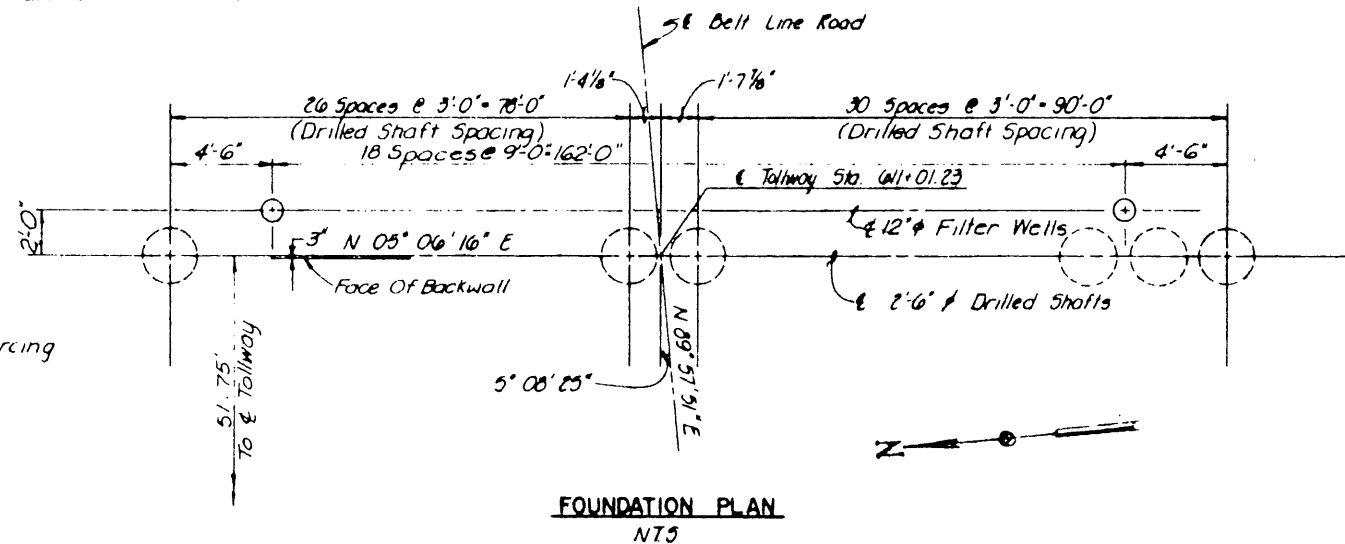 ℄ Belt Line Road
1'-4⅛"
1'-7⅞"
26 Spaces @ 3'-0" = 78'-0"
(Drilled Shaft Spacing)
30 Spaces @ 3'-0" = 90'-0"
(Drilled Shaft Spacing)
4'-6"
18 Spaces @ 9'-0" = 162'-0"
4'-6"
℄ Tollway Sta. 611+01.23
2'-0"
3"
N 05° 06' 16" E
℄ 12" ϕ Filter Wells
Face Of Backwall
℄ 2'-6" ϕ Drilled Shafts
rcing
51.75'
To ℄ Tollway
5° 08' 25"
N 89° 57' 51" E
N
FOUNDATION PLAN
NTS